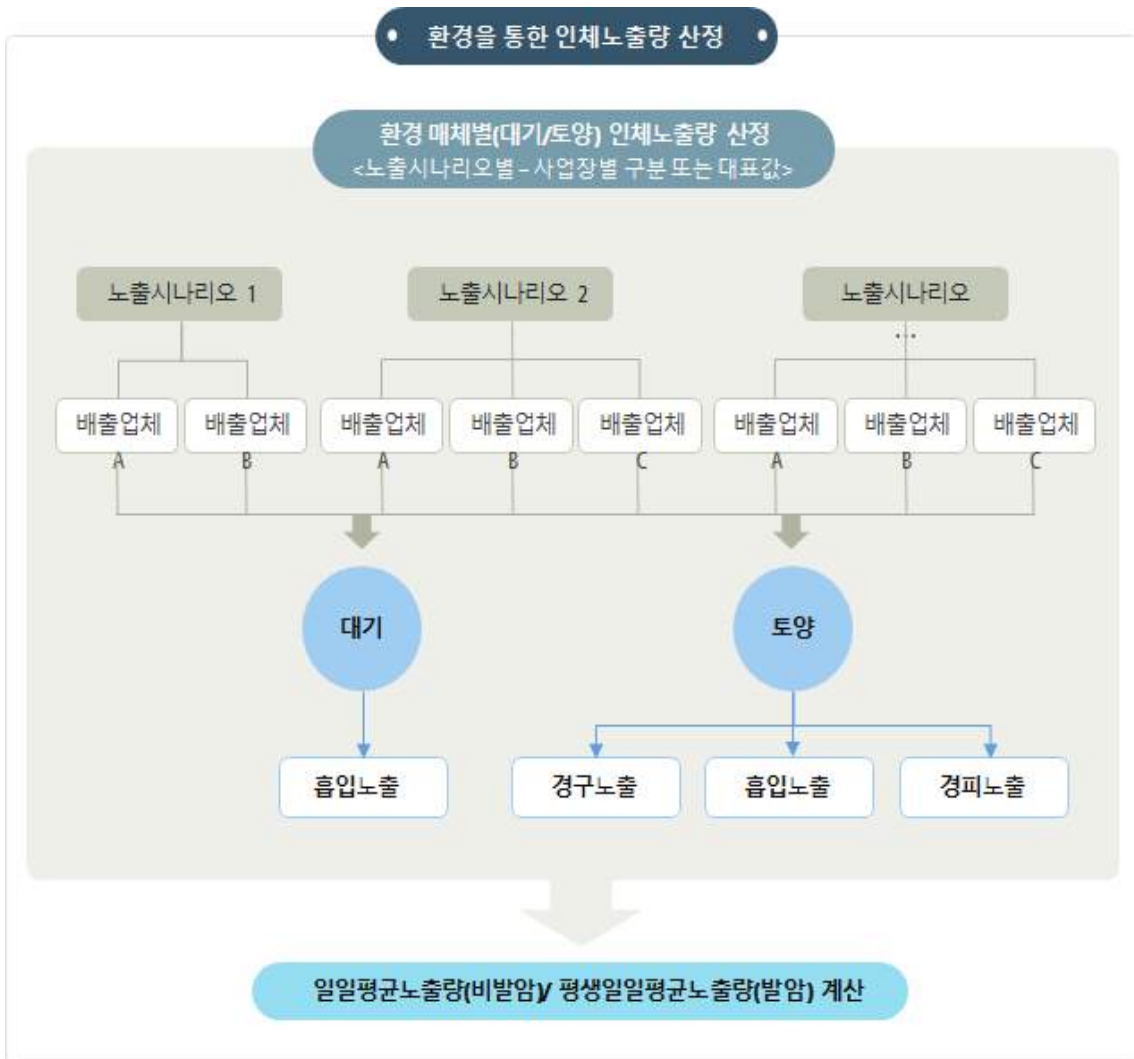 환경을 통한 인체노출량 산정
환경 매체별(대기/토양) 인체노출량 산정
<노출시나리오별 – 사업장별 구분 또는 대표값>
노출시나리오 1
노출시나리오 2
노출시나리오
...
배출업체
A
배출업체
B
배출업체
A
배출업체
B
배출업체
C
배출업체
A
배출업체
B
배출업체
C
대기
토양
흡입노출
경구노출
흡입노출
경피노출
일일평균노출량(비발암)/ 평생일일평균노출량(발암) 계산